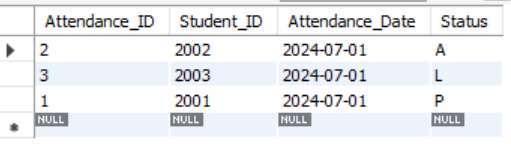 Attendance_ID Student_ID Attendance_Date Status
2 2002 2024-07-01 A
3 2003 2024-07-01 L
1 2001 2024-07-01 P
NULL NULL NULL NULL